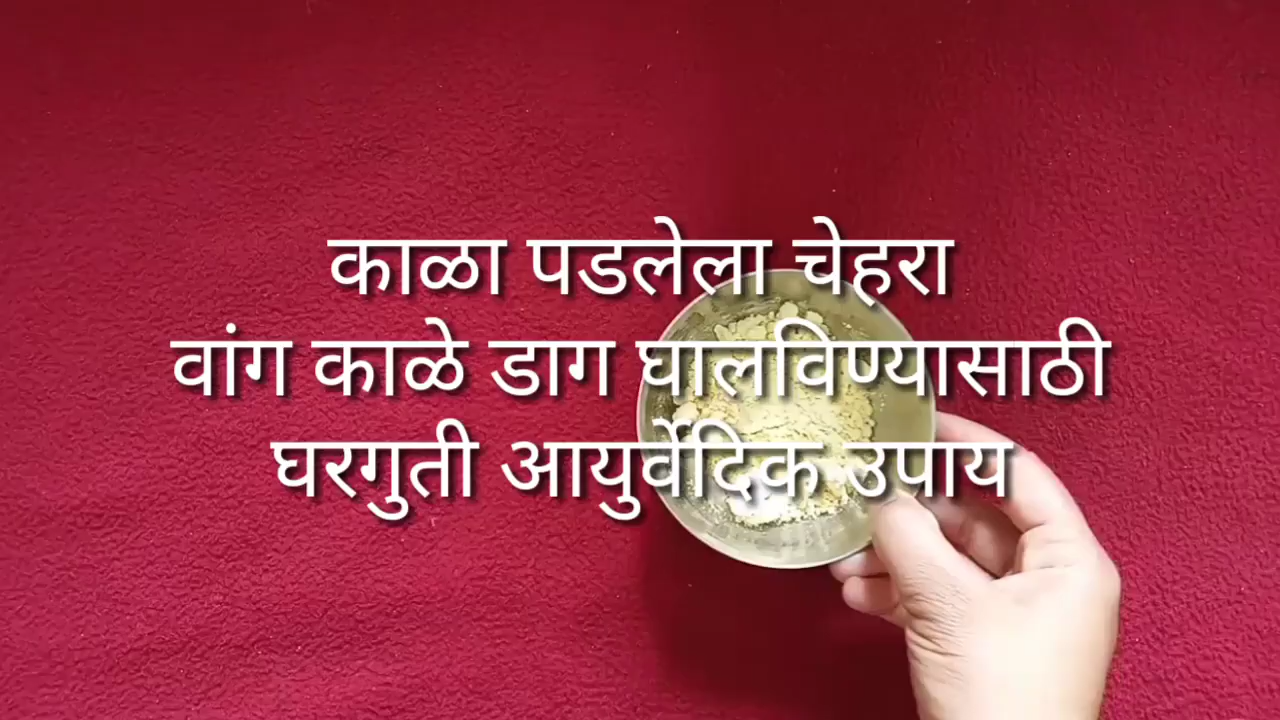 काळा पडलेला चेहरा
वांग काळे डाग घालविण्यासाठी
घरगुती आयुर्वेदिक उपाय